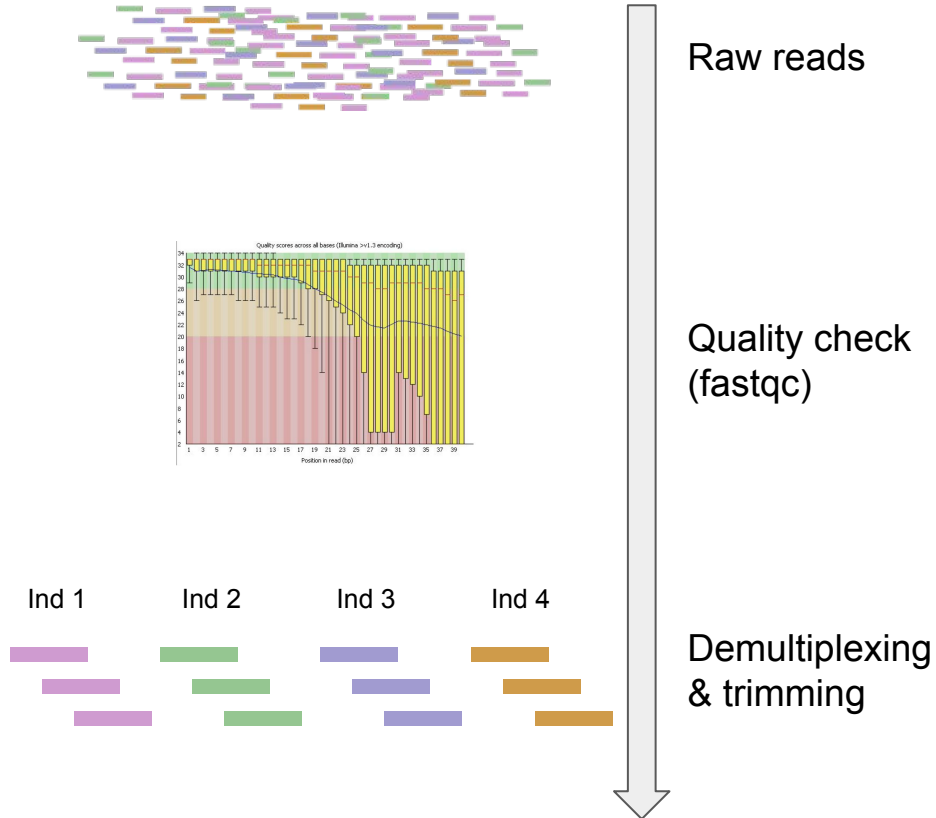 Raw reads
Quality scores across all bases (Illumina >v1.3 encoding)
34
32
30
28
26
24
22
20
18
16
14
12
10
8
6
4
2
1 3 5 7 9 11 13 15 17 19 21 23 25 27 29 31 33 35 37 39
Position in read (bp)
Quality check
(fastqc)
Ind 1 Ind 2 Ind 3 Ind 4
Demultiplexing
& trimming